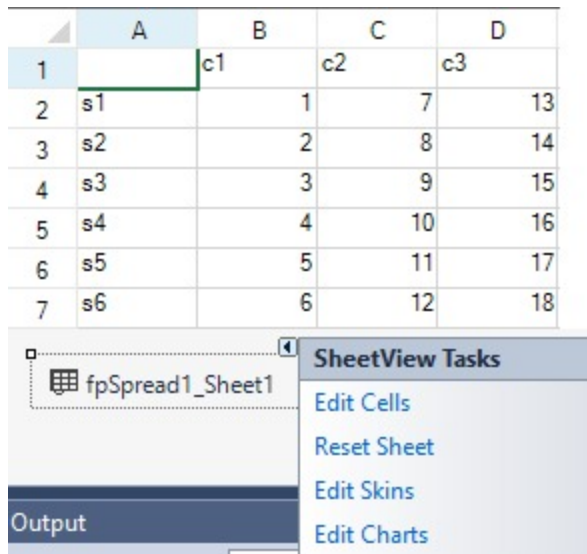 A B C D
1 c1 c2 c3
2 s1 1 7 13
3 s2 2 8 14
4 s3 3 9 15
5 s4 4 10 16
6 s5 5 11 17
7 s6 6 12 18
fpSpread1_Sheet1
SheetView Tasks
Edit Cells
Reset Sheet
Edit Skins
Edit Charts
Output